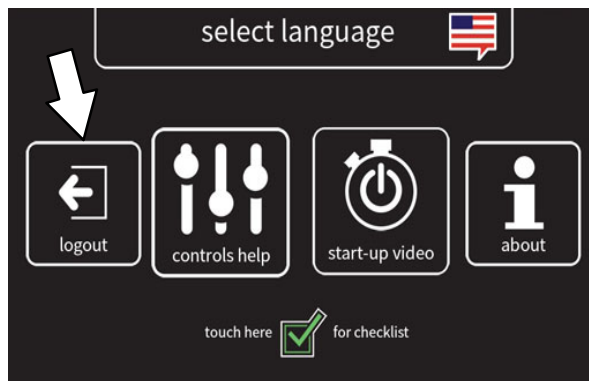 select language
logout
controls help
start-up video
about
touch here
for checklist